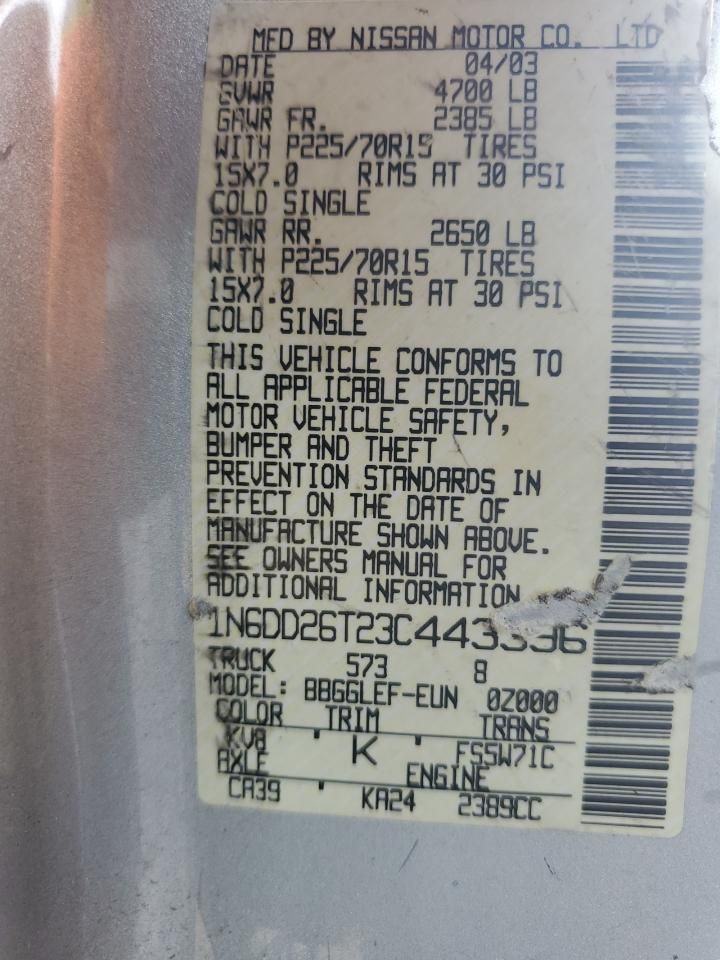 MFD BY NISSAN MOTOR CO. LTD
DATE 04/03
GVWR 4700 LB
GAWR FR. 2385 LB
WITH P225/70R15 TIRES
15X7.0 RIMS AT 30 PSI
COLD SINGLE
GAWR RR. 2650 LB
WITH P225/70R15 TIRES
15X7.0 RIMS AT 30 PSI
COLD SINGLE
THIS VEHICLE CONFORMS TO
ALL APPLICABLE FEDERAL
MOTOR VEHICLE SAFETY,
BUMPER AND THEFT
PREVENTION STANDARDS IN
EFFECT ON THE DATE OF
MANUFACTURE SHOWN ABOVE.
SEE OWNERS MANUAL FOR
ADDITIONAL INFORMATION
1N6DD26T23C443396
TRUCK 573 8
MODEL: BBGGLEF-EUN 0Z000
COLOR TRIM TRANS
KV8 ' K ' FS5W71C
AXLE ENGINE
CA39 ' KA24 2389CC